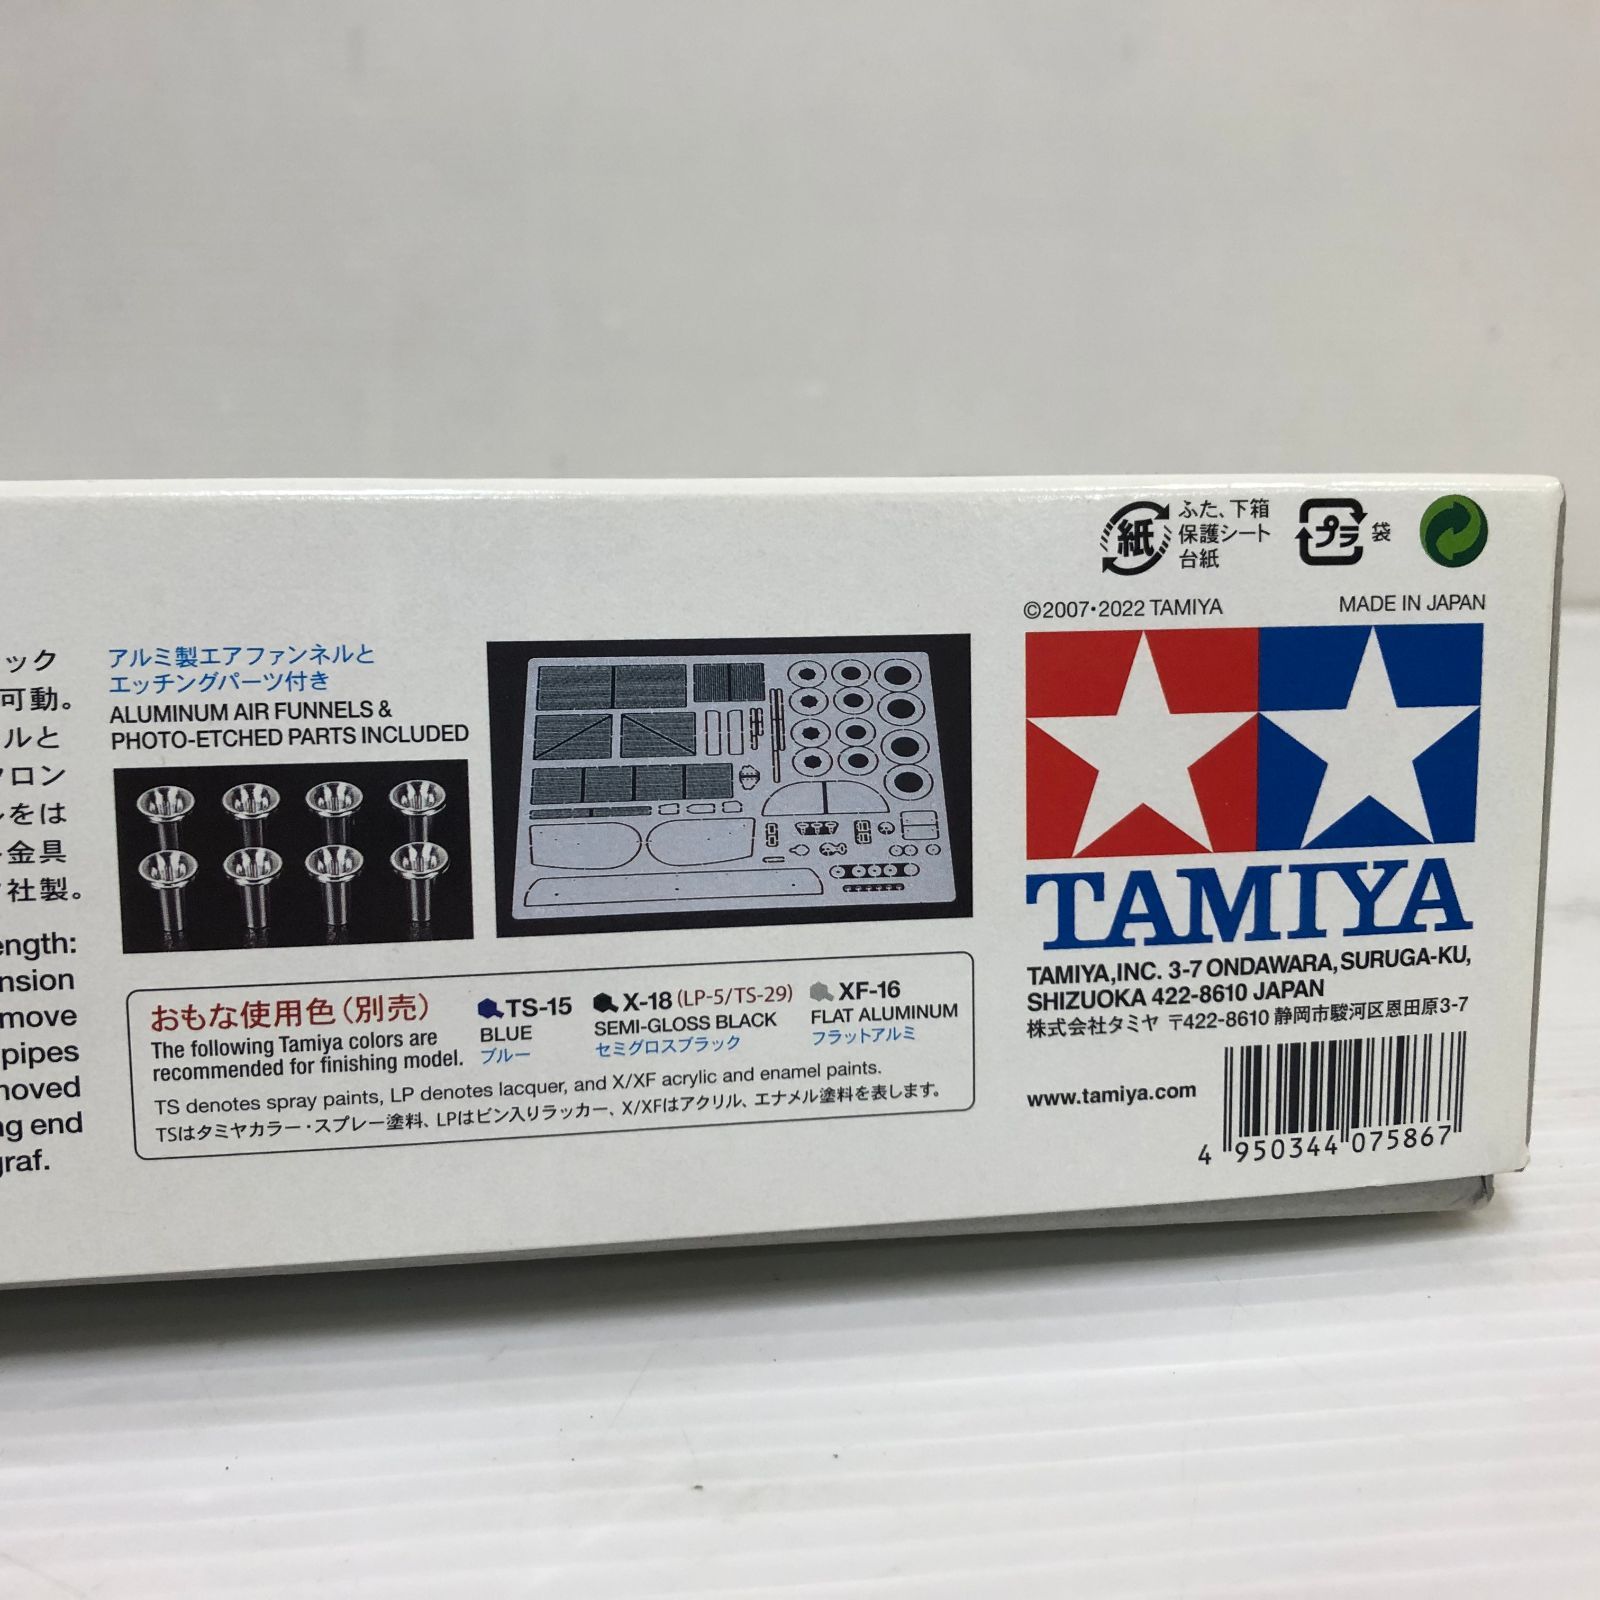 ック
可動。
ルと
クロン
をは
金具
社製。
ength:
nsion
move
pipes
moved
ng end
graf.
アルミ製エアファンネルと
エッチングパーツ付き
ALUMINUM AIR FUNNELS &
PHOTO-ETCHED PARTS INCLUDED
おもな使用色(別売)
The following Tamiya colors are
recommended for finishing model.
TS-15
BLUE
ブルー
X-18 (LP-5/TS-29)
SEMI-GLOSS BLACK
セミグロスブラック
XF-16
FLAT ALUMINUM
フラットアルミ
TS denotes spray paints, LP denotes lacquer, and X/XF acrylic and enamel paints.
TSはタミヤカラー・スプレー塗料、LPはビン入りラッカー、X/XFはアクリル、エナメル塗料を表します。
紙
ふた、下箱
保護シート
台紙
プラ
袋
©2007・2022 TAMIYA
MADE IN JAPAN
TAMIYA
TAMIYA,INC. 3-7 ONDAWARA, SURUGA-KU,
SHIZUOKA 422-8610 JAPAN
株式会社タミヤ 〒422-8610 静岡市駿河区恩田原3-7
www.tamiya.com
4 950344 075867